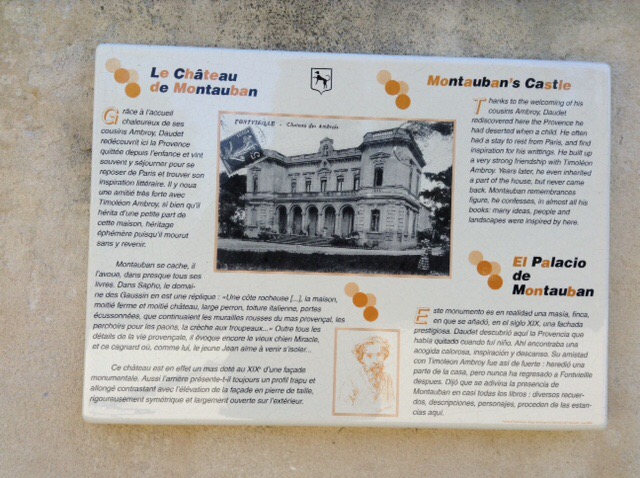 Le Château
de Montauban
Grâce à l'accueil
chaleureux de ses
cousins Ambroy, Daudet
redécouvrit ici la Provence
quittée depuis l'enfance et vint
souvent y séjourner pour se
reposer de Paris et trouver son
inspiration littéraire. Il y noua
une amitié très forte avec
Timoléon Ambroy, si bien qu'il
hérita d'une petite part de
cette maison, héritage
éphémère puisqu'il mourut
sans y revenir.
Montauban se cache, il
l'avoua, dans presque tous ses
livres. Dans Sapho, le domai-
ne des Gaussin en est une réplique : «Une côte rocheuse [...], la maison,
moitié ferme et moitié château, large perron, toiture italienne, portes
écussonnées, que continuaient les murailles rousses du mas provençal, les
perchoirs pour les paons, la crèche aux troupeaux...» Outre tous les
détails de la vie provençale, il évoque encore le vieux chien Miracle,
et ce cagnard où, comme lui, le jeune Jean aime à venir s'isoler...
Ce château est en effet un mas doté au XIXe d'une façade
monumentale. Aussi l'arrière présente-t-il toujours un profil trapu et
allongé contrastant avec l'élévation de la façade en pierre de taille,
rigoureusement symétrique et largement ouverte sur l'extérieur.
FONTVIEILLE - Chateau des Ambrois
Montauban's Castle
Thanks to the welcoming of his
cousins Ambroy, Daudet
rediscovered here the Provence he
had deserted when a child. He often
had a stay to rest from Paris, and find
inspiration for his writtings. He built up
a very strong friendship with Timoléon
Ambroy. Years later, he even inherited
a part of the house, but never came
back. Montauban remembrances
figure, he confesses, in almost all his
books: many ideas, people and
landscapes were inspired by here.
El Palacio
de
Montauban
Este monumento es en realidad una masía, finca,
en que se añadó, en el siglo XIX, una fachada
prestigiosa. Daudet descubrió aquí la Provencia que
había quitado cuando fuí niño. Ahí encontraba una
acogida calorosa, inspiración y descanso. Su amistad
con Timoleon Ambroy fue así de fuerte : heredió una
parte de la casa, pero nunca ha regresado a Fontvieille
despues. Dijó que se adivina la presencia de
Montauban en casi todas los libros : diversos recuer-
dos, descripciones, personajes, proceden de las estan-
cias aquí.